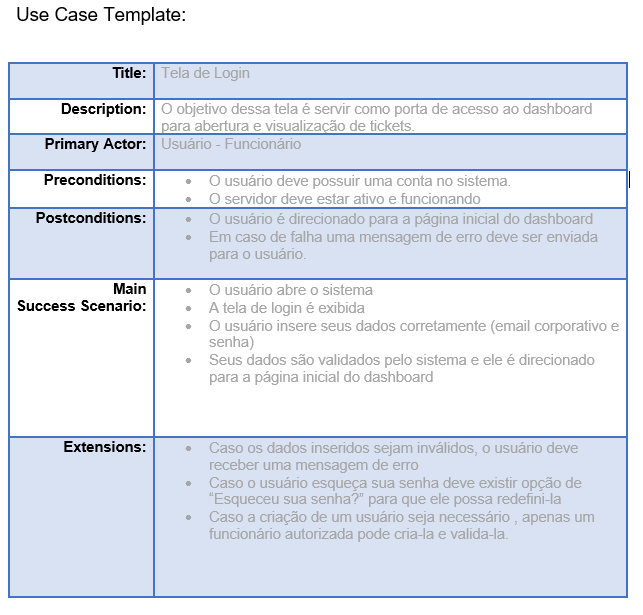 Use Case Template:
Title: Tela de Login
Description: O objetivo dessa tela é servir como porta de acesso ao dashboard
para abertura e visualização de tickets.
Primary Actor: Usuário - Funcionário
Preconditions: • O usuário deve possuir uma conta no sistema.
• O servidor deve estar ativo e funcionando
Postconditions: • O usuário é direcionado para a página inicial do dashboard
• Em caso de falha uma mensagem de erro deve ser enviada
para o usuário.
Main
Success Scenario:
• O usuário abre o sistema
• A tela de login é exibida
• O usuário insere seus dados corretamente (email corporativo e
senha)
• Seus dados são validados pelo sistema e ele é direcionado
para a página inicial do dashboard
Extensions: • Caso os dados inseridos sejam inválidos, o usuário deve
receber uma mensagem de erro
• Caso o usuário esqueça sua senha deve existir opção de
“Esqueceu sua senha?” para que ele possa redefini-la
• Caso a criação de um usuário seja necessário , apenas um
funcionário autorizada pode cria-la e valida-la.